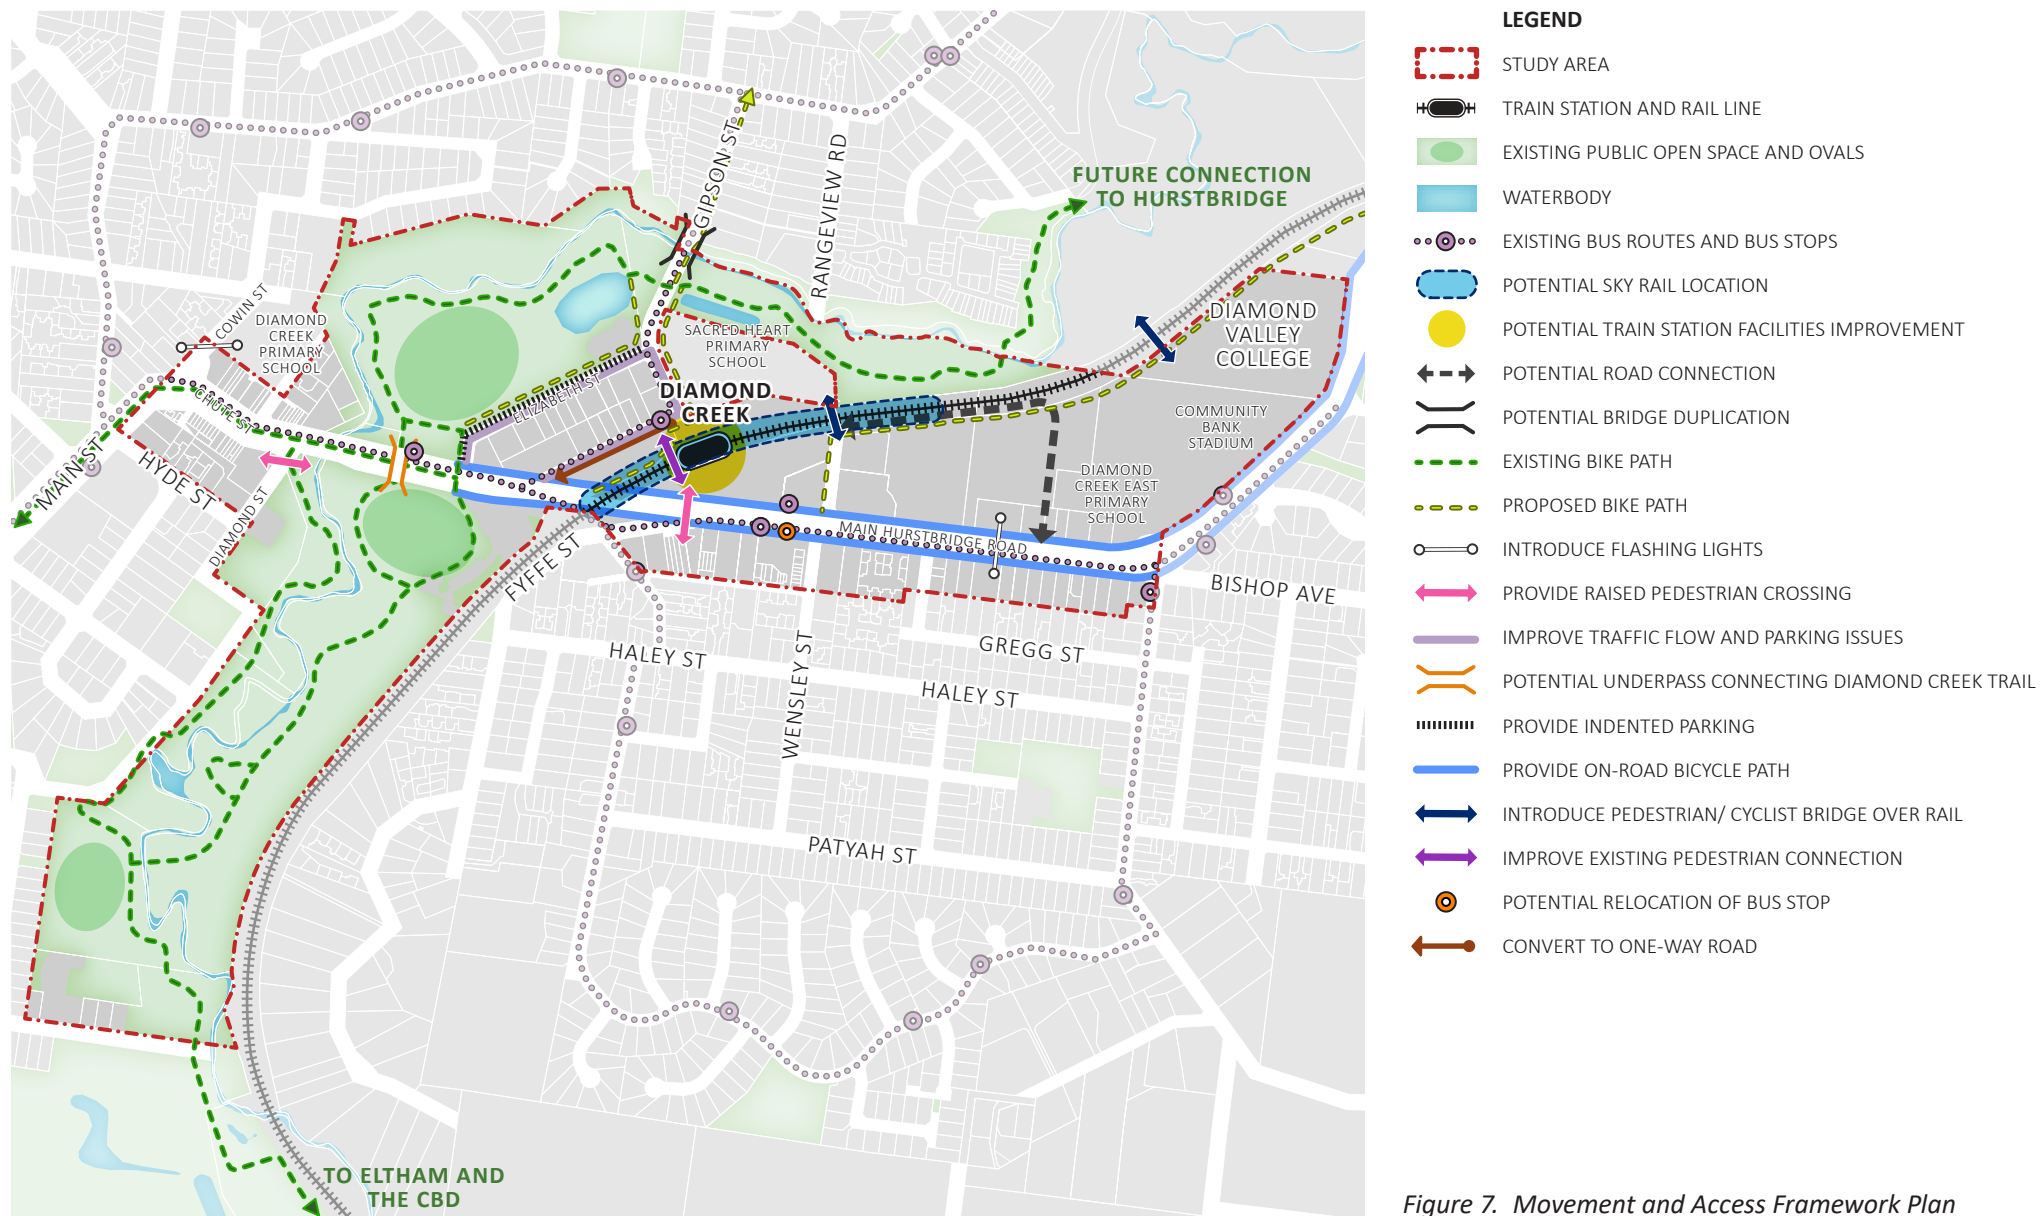 GIPSON ST
RANGEVIEW RD
FUTURE CONNECTION
TO HURSTBRIDGE
COWIN ST
DIAMOND
CREEK
PRIMARY
SCHOOL
SACRED HEART
PRIMARY
SCHOOL
DIAMOND
VALLEY
COLLEGE
CHUTE ST
ELIZABETH ST
DIAMOND
CREEK
COMMUNITY
BANK
STADIUM
MAIN ST
HYDE ST
DIAMOND ST
DIAMOND
CREEK EAST
PRIMARY
SCHOOL
MAIN HURSTBRIDGE ROAD
FYFFE ST
BISHOP AVE
HALEY ST
GREGG ST
WENSLEY ST
HALEY ST
PATYAH ST
TO ELTHAM AND
THE CBD
LEGEND
STUDY AREA
TRAIN STATION AND RAIL LINE
EXISTING PUBLIC OPEN SPACE AND OVALS
WATERBODY
EXISTING BUS ROUTES AND BUS STOPS
POTENTIAL SKY RAIL LOCATION
POTENTIAL TRAIN STATION FACILITIES IMPROVEMENT
POTENTIAL ROAD CONNECTION
POTENTIAL BRIDGE DUPLICATION
EXISTING BIKE PATH
PROPOSED BIKE PATH
INTRODUCE FLASHING LIGHTS
PROVIDE RAISED PEDESTRIAN CROSSING
IMPROVE TRAFFIC FLOW AND PARKING ISSUES
POTENTIAL UNDERPASS CONNECTING DIAMOND CREEK TRAIL
PROVIDE INDENTED PARKING
PROVIDE ON-ROAD BICYCLE PATH
INTRODUCE PEDESTRIAN/ CYCLIST BRIDGE OVER RAIL
IMPROVE EXISTING PEDESTRIAN CONNECTION
POTENTIAL RELOCATION OF BUS STOP
CONVERT TO ONE-WAY ROAD
Figure 7. Movement and Access Framework Plan